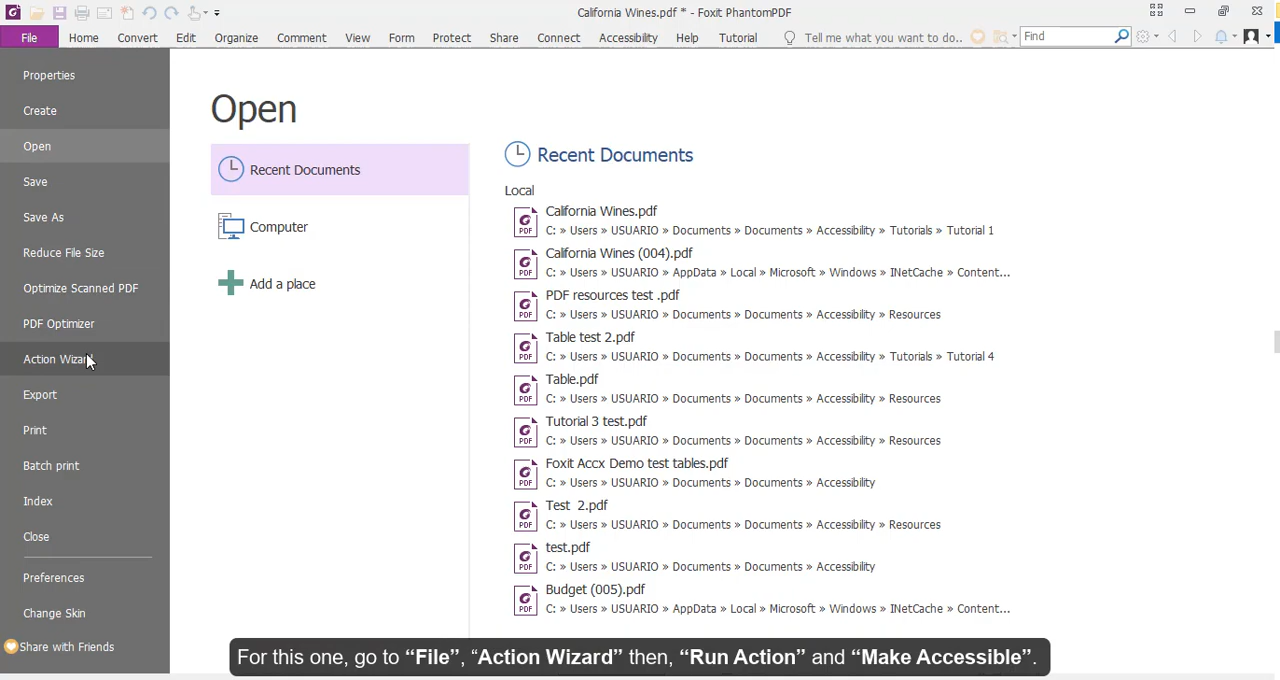 California Wines.pdf * - Foxit PhantomPDF
File Home Convert Edit Organize Comment View Form Protect Share Connect Accessibility Help Tutorial Tell me what you want to do.. Find
Properties
Create
Open
Save
Save As
Reduce File Size
Optimize Scanned PDF
PDF Optimizer
Action Wizard
Export
Print
Batch print
Index
Close
Preferences
Change Skin
Share with Friends
Open
Recent Documents
Computer
Add a place
Recent Documents
Local
California Wines.pdf
C: » Users » USUARIO » Documents » Documents » Accessibility » Tutorials » Tutorial 1
California Wines (004).pdf
C: » Users » USUARIO » AppData » Local » Microsoft » Windows » INetCache » Content...
PDF resources test .pdf
C: » Users » USUARIO » Documents » Documents » Accessibility » Resources
Table test 2.pdf
C: » Users » USUARIO » Documents » Documents » Accessibility » Tutorials » Tutorial 4
Table.pdf
C: » Users » USUARIO » Documents » Documents » Accessibility » Resources
Tutorial 3 test.pdf
C: » Users » USUARIO » Documents » Documents » Accessibility » Resources
Foxit Accx Demo test tables.pdf
C: » Users » USUARIO » Documents » Documents » Accessibility
Test  2.pdf
C: » Users » USUARIO » Documents » Documents » Accessibility » Resources
test.pdf
C: » Users » USUARIO » Documents » Documents » Accessibility
Budget (005).pdf
C: » Users » USUARIO » AppData » Local » Microsoft » Windows » INetCache » Content...
For this one, go to “File”, “Action Wizard” then, “Run Action” and “Make Accessible”.